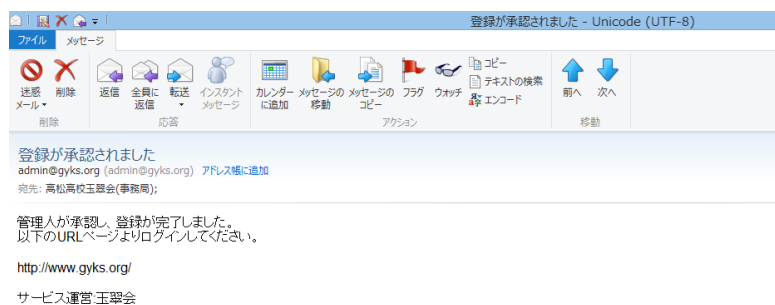 登録が承認されました - Unicode (UTF-8)
ファイル メッセージ
迷惑メール 削除 返信 全員に返信 転送 インスタントメッセージ カレンダーに追加 メッセージの移動 メッセージのコピー フラグ ウォッチ コピー テキストの検索 エンコード 前へ 次へ
削除 応答 アクション 移動
登録が承認されました
admin@gyks.org (admin@gyks.org) アドレス帳に追加
宛先: 高松高校玉翠会(事務局);
管理人が承認し、登録が完了しました。
以下のURLページよりログインしてください。
http://www.gyks.org/
サービス運営:玉翠会